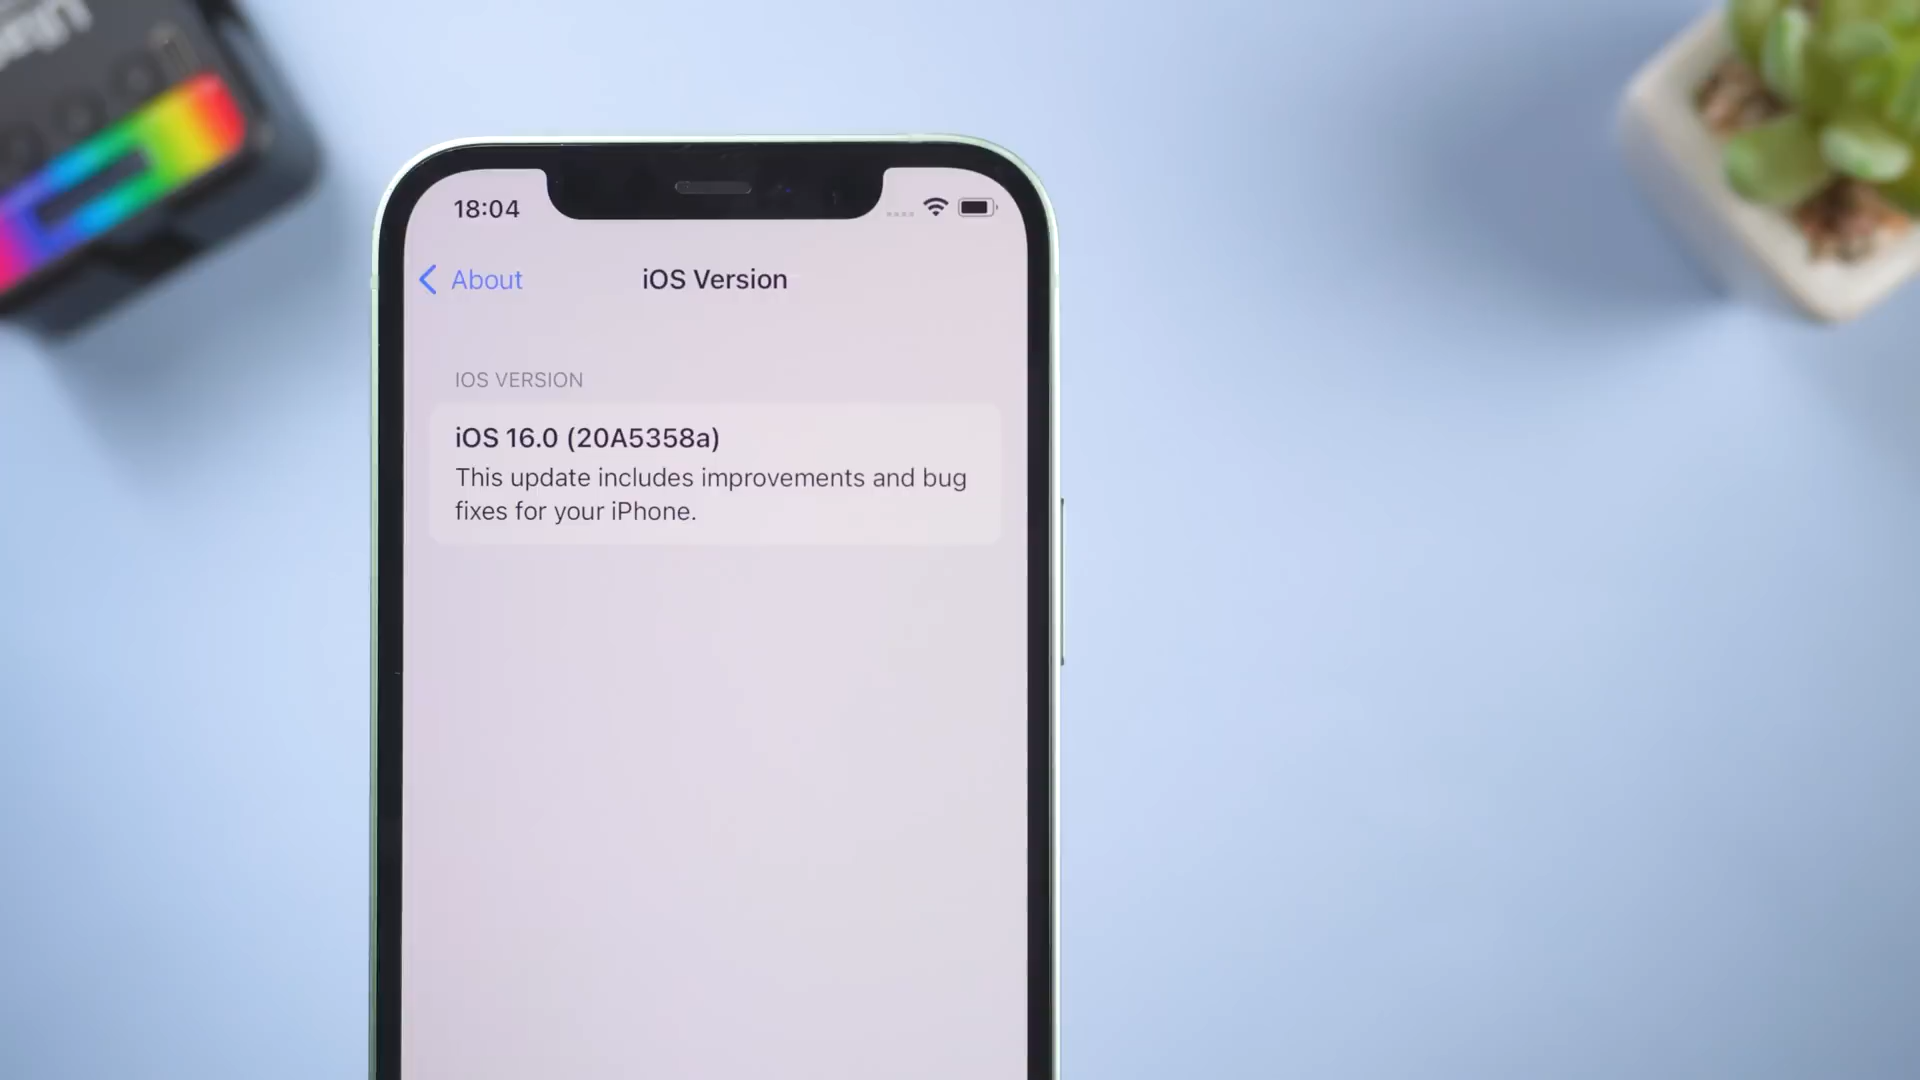 18:04
About
iOS Version
IOS VERSION
iOS 16.0 (20A5358a)
This update includes improvements and bug
fixes for your iPhone.